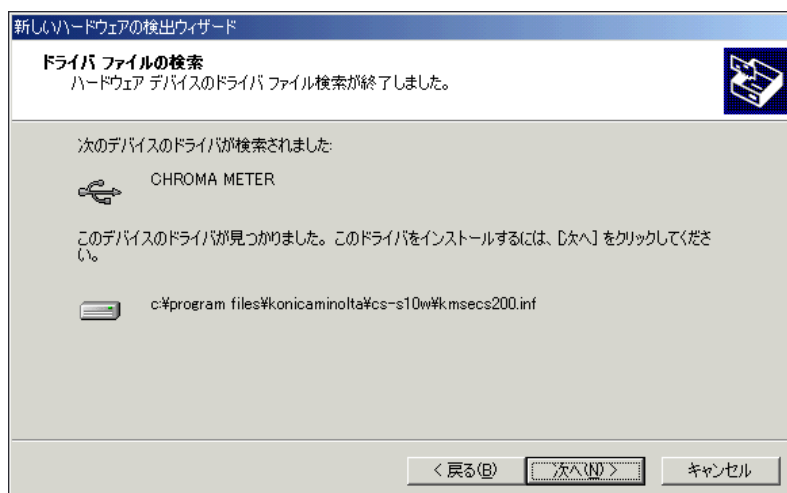 新しいハードウェアの検出ウィザード
ドライバ ファイルの検索
ハードウェア デバイスのドライバ ファイル検索が終了しました。
次のデバイスのドライバが検索されました:
CHROMA METER
このデバイスのドライバが見つかりました。このドライバをインストールするには、[次へ] をクリックしてくださ
い。
c:¥program files¥konicaminolta¥cs-s10w¥kmsecs200.inf
< 戻る(B)
次へ(N) >
キャンセル